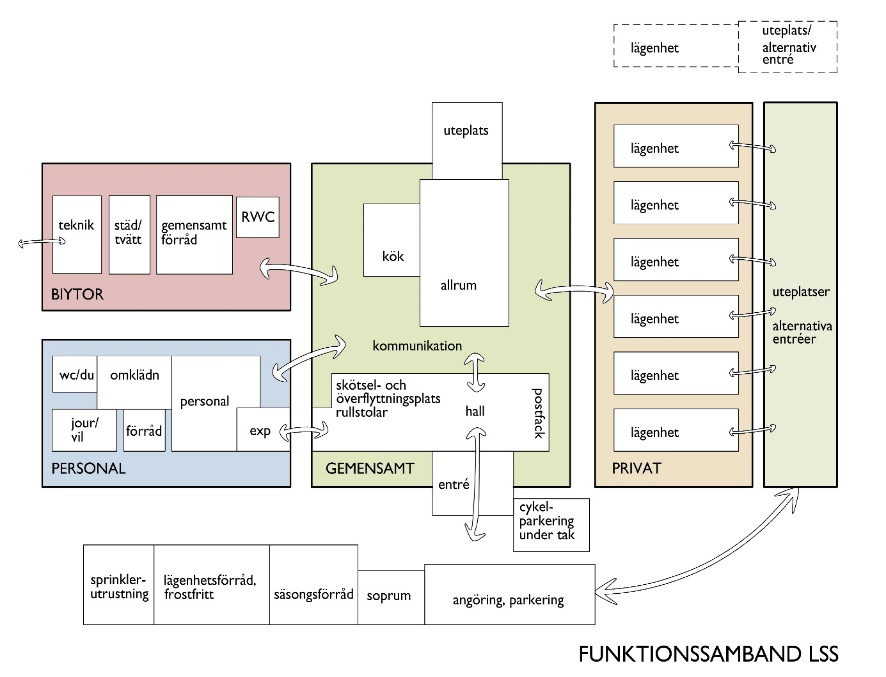 lägenhet
uteplats/
alternativ
entré
uteplats
teknik
städ/
tvätt
gemensamt
förråd
RWC
BIYTOR
kök
allrum
kommunikation
skötsel- och
överflyttningsplats
rullstolar
hall
postfack
GEMENSAMT
entré
cykel-
parkering
under tak
wc/du
omklädn
personal
jour/
vil
förråd
exp
PERSONAL
lägenhet
lägenhet
lägenhet
lägenhet
lägenhet
lägenhet
PRIVAT
uteplatser
alternativa
entréer
sprinkler-
utrustning
lägenhetsförråd,
frostfritt
säsongsförråd
soprum
angöring, parkering
FUNKTIONSSAMBAND LSS